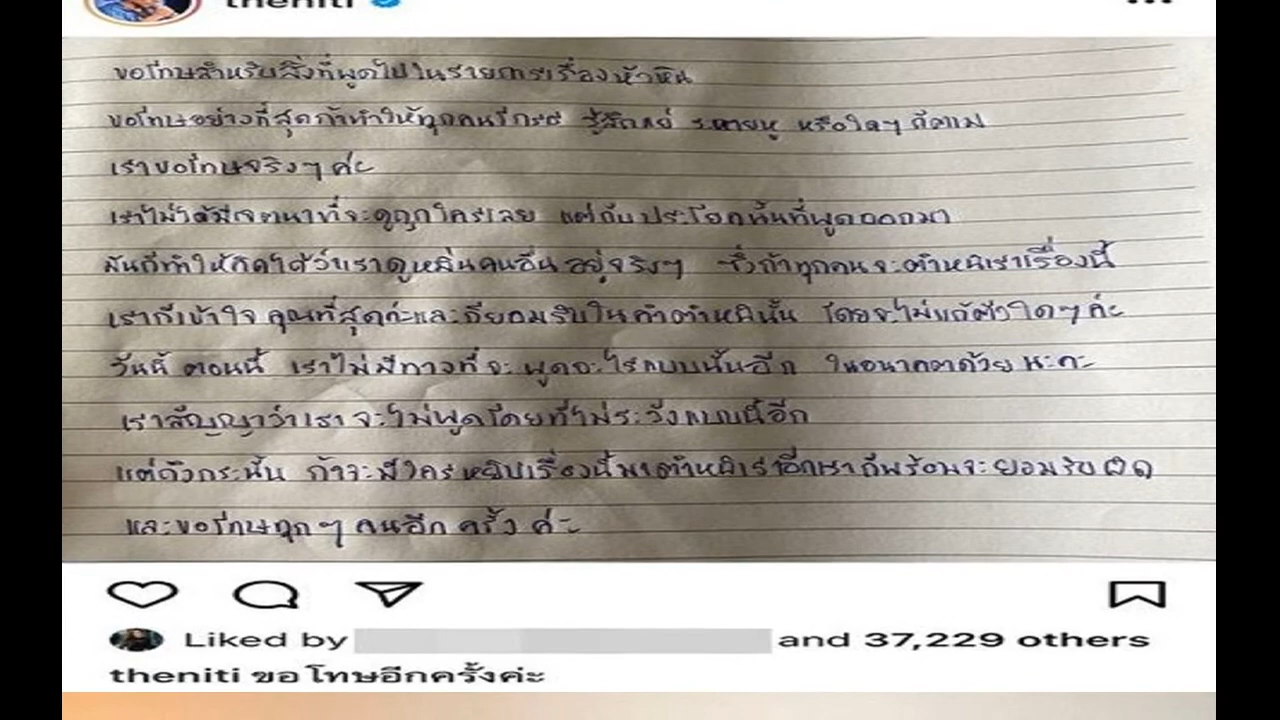 theniti
ขอโทษสำหรับสิ่งที่พูดไปในรายการเรื่องหัวหิน
ขอโทษอย่างที่สุดถ้าทำให้ทุกคนโกรธ รู้สึกแย่ ระคายหู หรือใดๆ ก็ตาม
เราขอโทษจริงๆ ค่ะ
เราไม่ได้มีเจตนาที่จะดูถูกใครเลย แต่กับประโยคนั้นที่พูดออกมา
มันก็ทำให้คิดได้ว่าเราดูหมิ่นคนอื่นอยู่จริงๆ ซึ่งถ้าทุกคนจะตำหนิเราเรื่องนี้
เราก็เข้าใจคุณที่สุดค่ะและก็ยอมรับในคำตำหนินั้น โดยจะไม่แก้ตัวใดๆ ค่ะ
วันนี้ ตอนนี้ เราไม่มีทางที่จะพูดอะไรแบบนั้นอีก ในอนาคตด้วยนะคะ
เราสัญญาว่าเราจะไม่พูดโดยที่ไม่ระวังแบบนี้อีก
แต่ถึงกระนั้น ถ้าจะมีใครหยิบเรื่องนี้มาตำหนิเราอีกเราก็พร้อมจะยอมรับผิด
และขอโทษทุกๆ คนอีกครั้งค่ะ
Liked by and 37,229 others
theniti ขอโทษอีกครั้งค่ะ